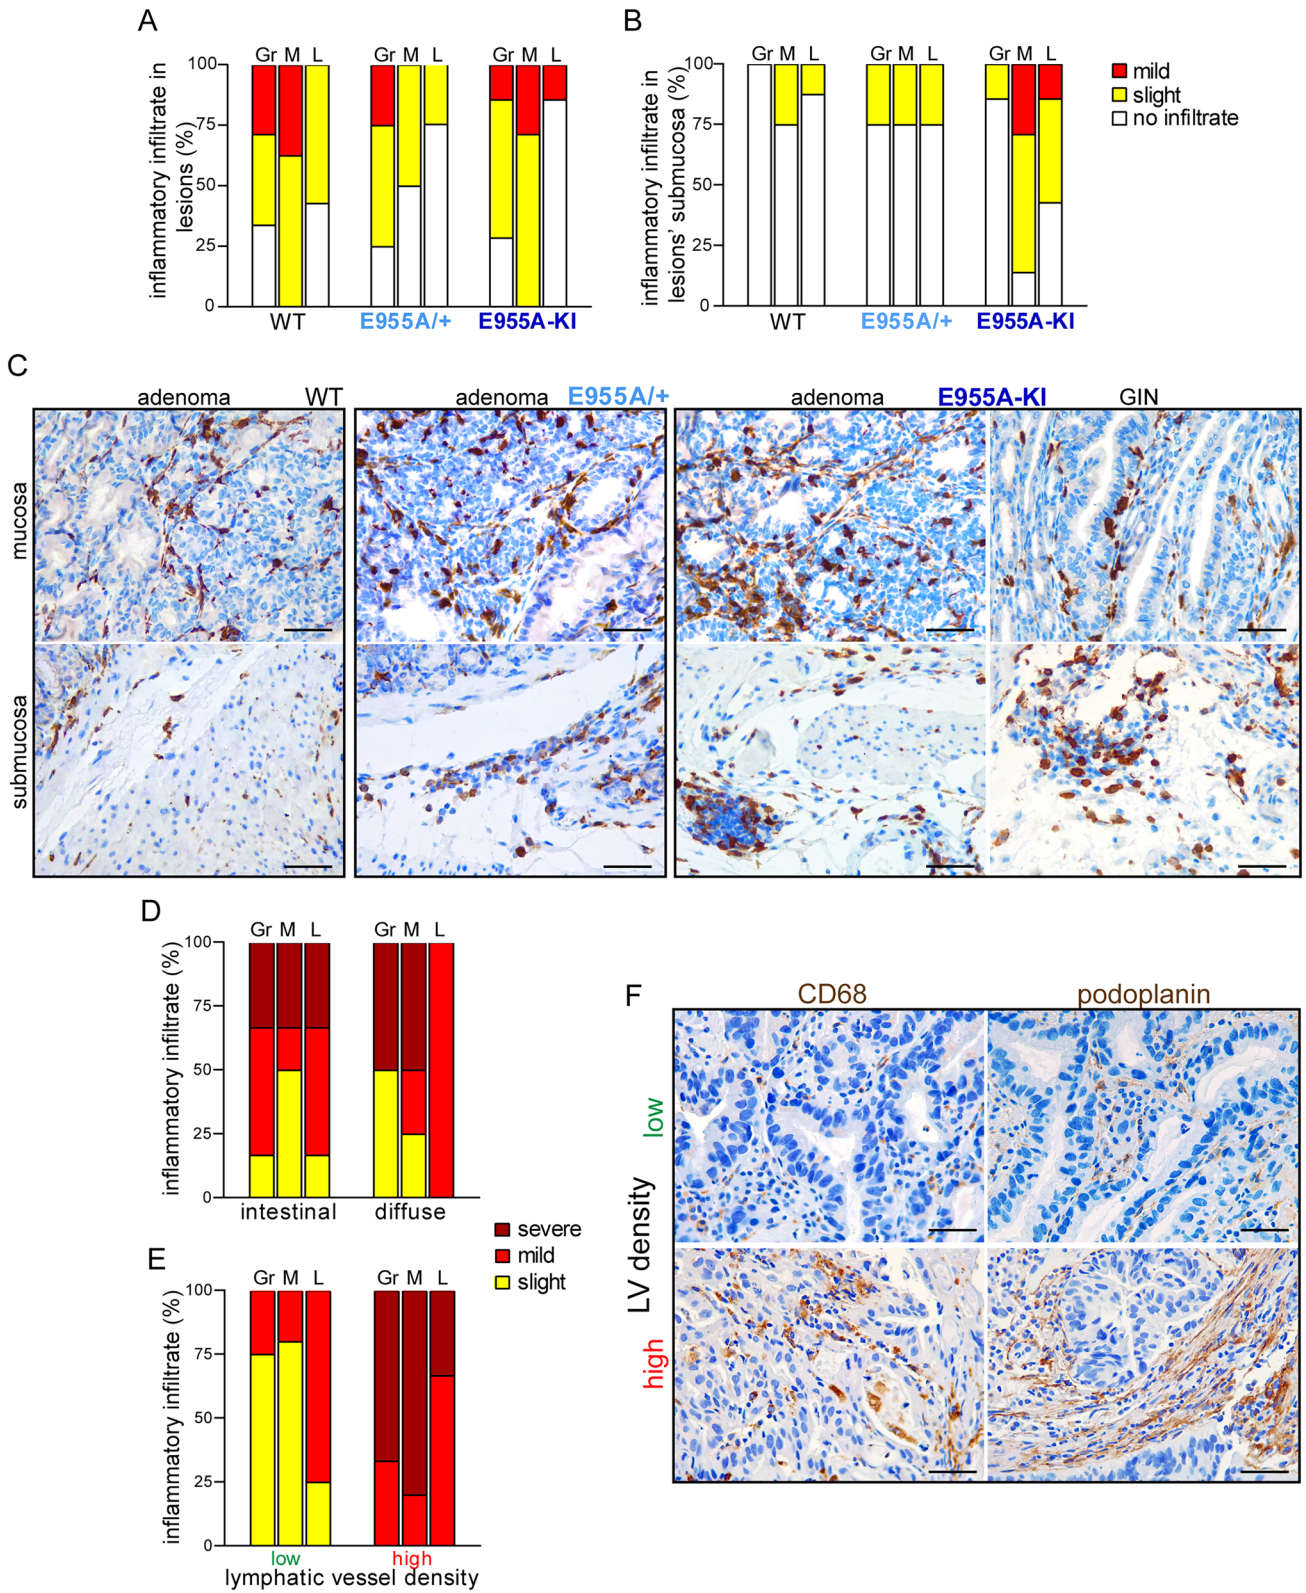 A
Gr M L Gr M L Gr M L
inflammatory infiltrate in
lesions (%)
100
75
50
25
0
WT E955A/+ E955A-KI
B
Gr M L Gr M L Gr M L
inflammatory infiltrate in
lesions' submucosa (%)
100
75
50
25
0
WT E955A/+ E955A-KI
mild
slight
no infiltrate
C
adenoma WT adenoma E955A/+ adenoma E955A-KI GIN
mucosa
submucosa
D
Gr M L Gr M L
inflammatory infiltrate (%)
100
75
50
25
0
intestinal diffuse
severe
mild
slight
E
Gr M L Gr M L
inflammatory infiltrate (%)
100
75
50
25
0
low high
lymphatic vessel density
F
CD68 podoplanin
LV density
low
high